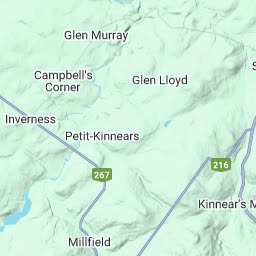 Glen Murray
Campbell's
Corner
Glen Lloyd
S
Inverness
Petit-Kinnears
267
216
Kinnear's M
Millfield